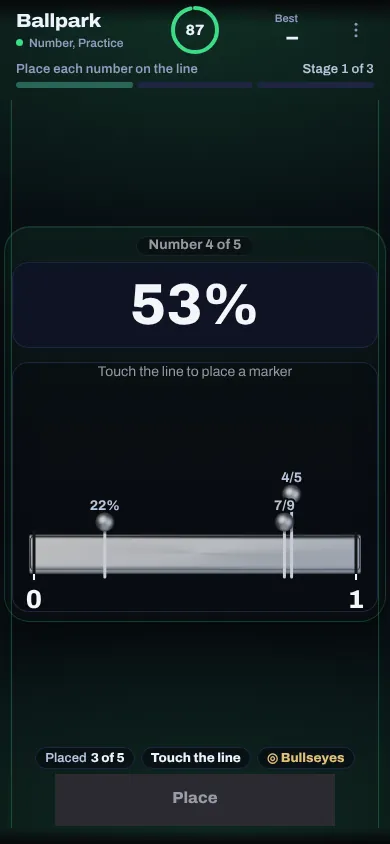 Ballpark
Number, Practice
87
Best
–
Place each number on the line
Stage 1 of 3
Number 4 of 5
53%
Touch the line to place a marker
4/5
22%
7/9
0
1
Placed 3 of 5
Touch the line
◎ Bullseyes
Place